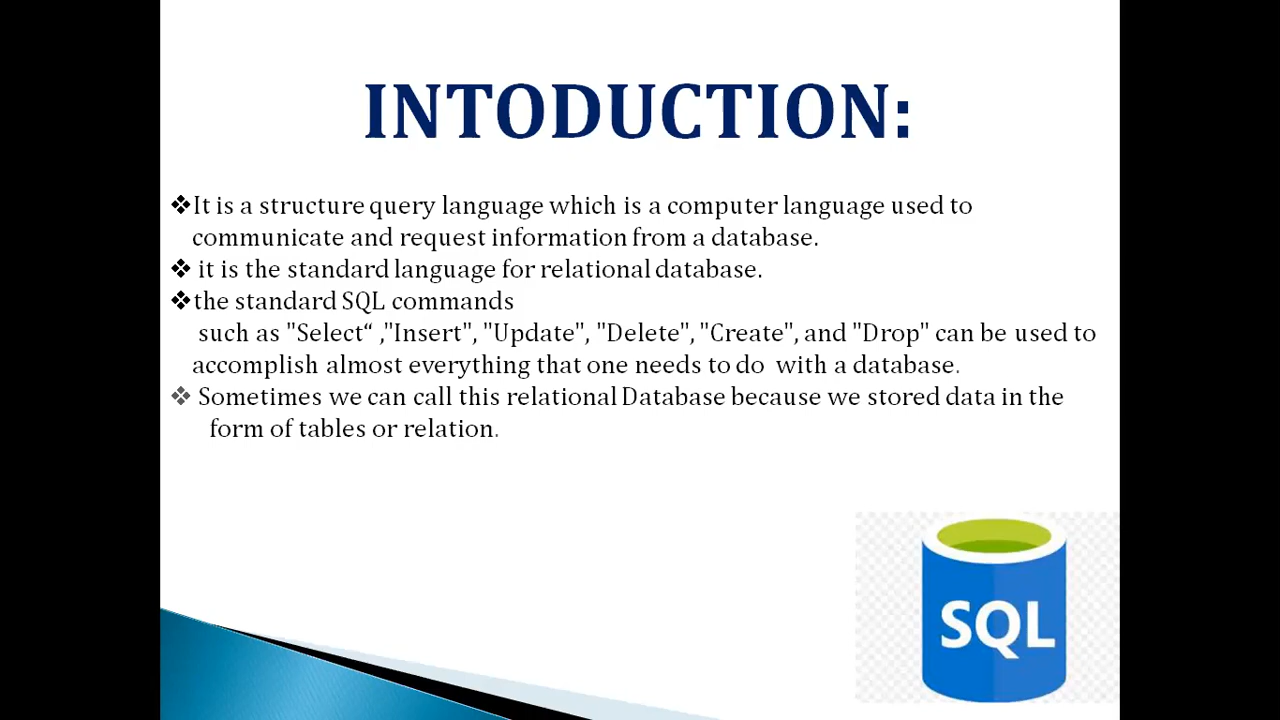 INTODUCTION:
❖It is a structure query language which is a computer language used to
communicate and request information from a database.
❖ it is the standard language for relational database.
❖the standard SQL commands
such as "Select“ ,"Insert", "Update", "Delete", "Create", and "Drop" can be used to
accomplish almost everything that one needs to do  with a database.
❖ Sometimes we can call this relational Database because we stored data in the
form of tables or relation.
SQL